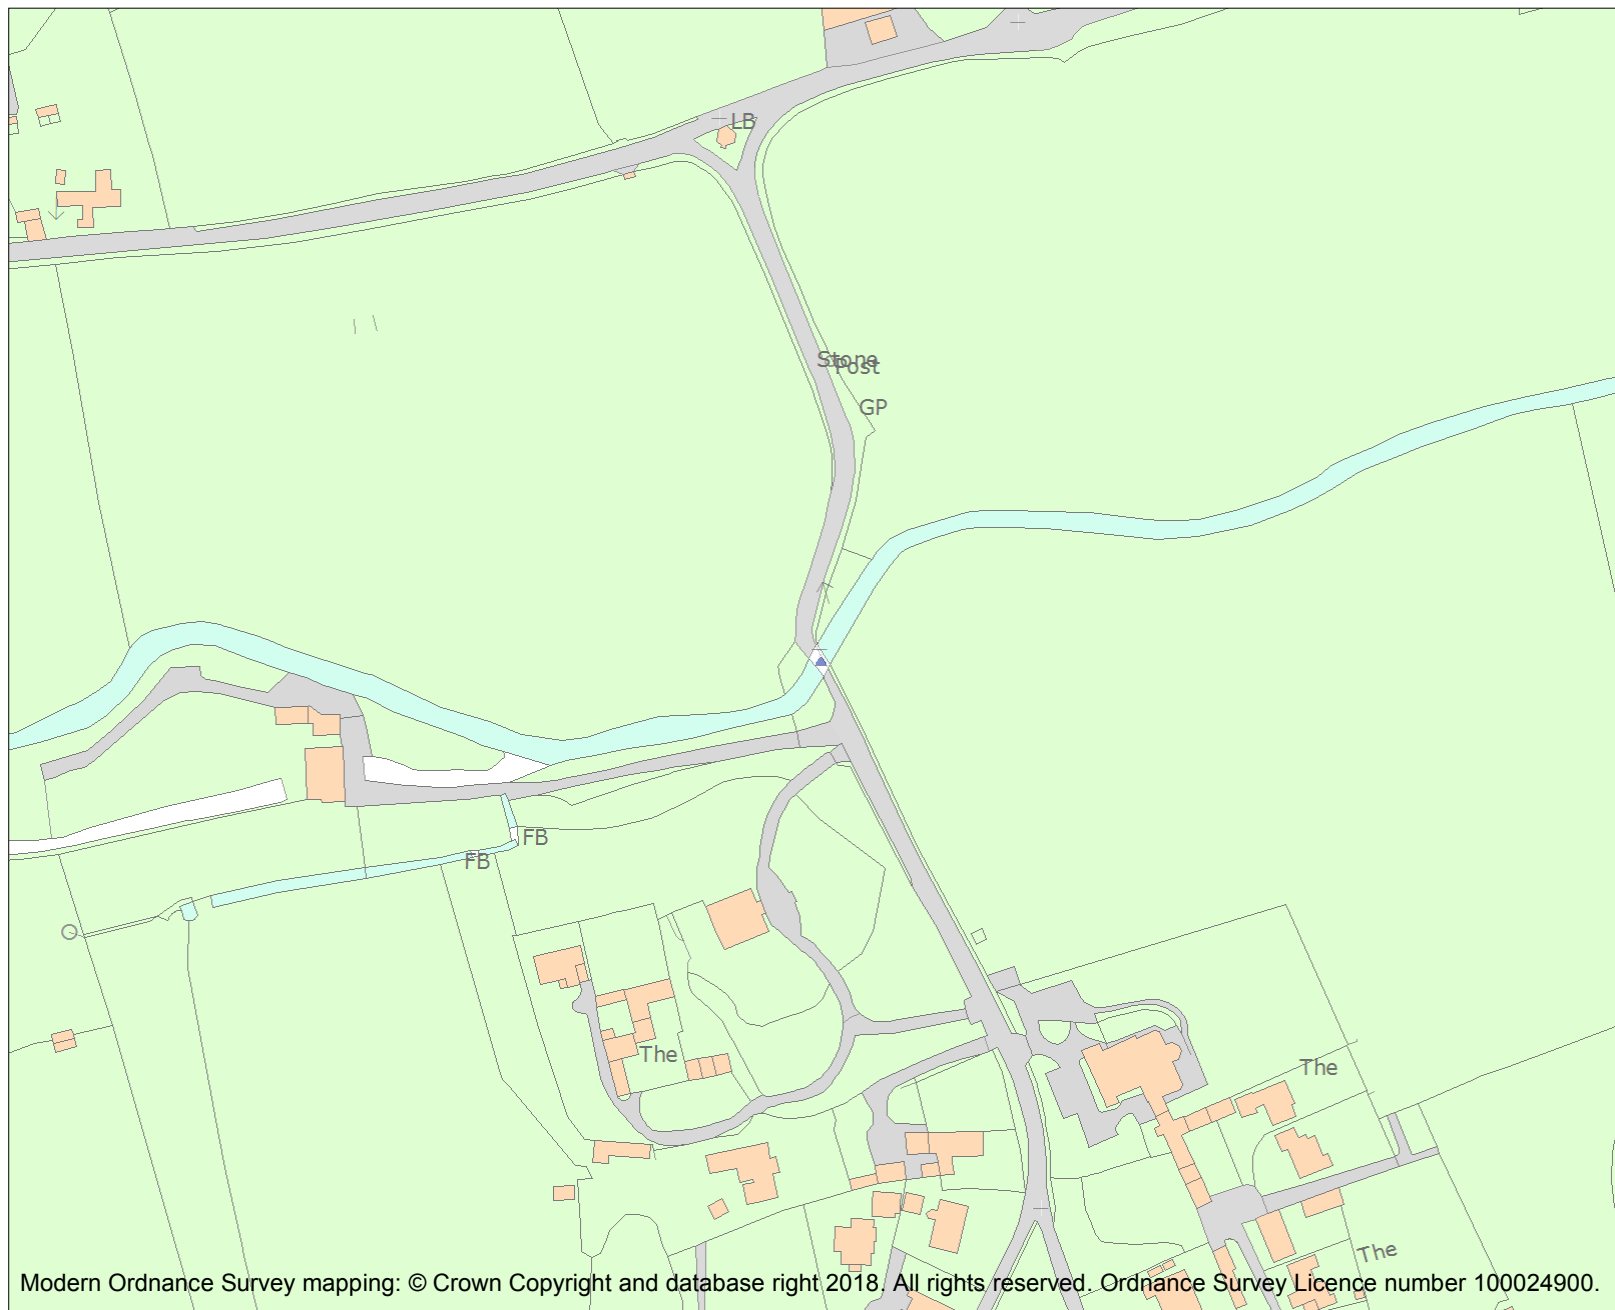 LB
Stone
Post
GP
FB
FB
The
The
The
Modern Ordnance Survey mapping: © Crown Copyright and database right 2018. All rights reserved. Ordnance Survey Licence number 100024900.